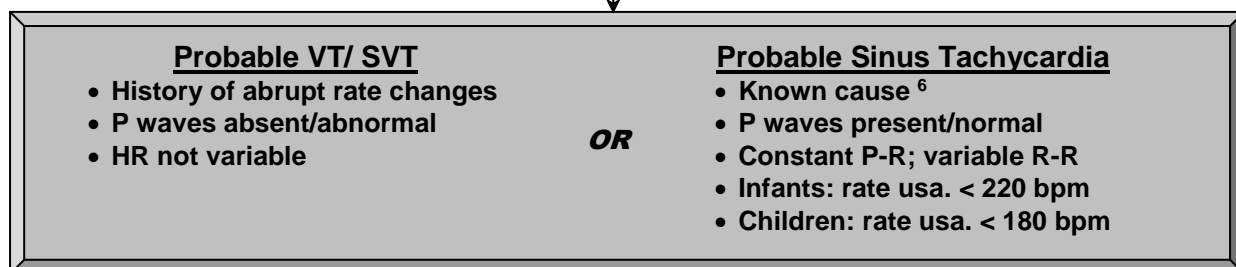 Probable VT/ SVT
• History of abrupt rate changes
• P waves absent/abnormal
• HR not variable
OR
Probable Sinus Tachycardia
• Known cause ⁶
• P waves present/normal
• Constant P-R; variable R-R
• Infants: rate usa. < 220 bpm
• Children: rate usa. < 180 bpm